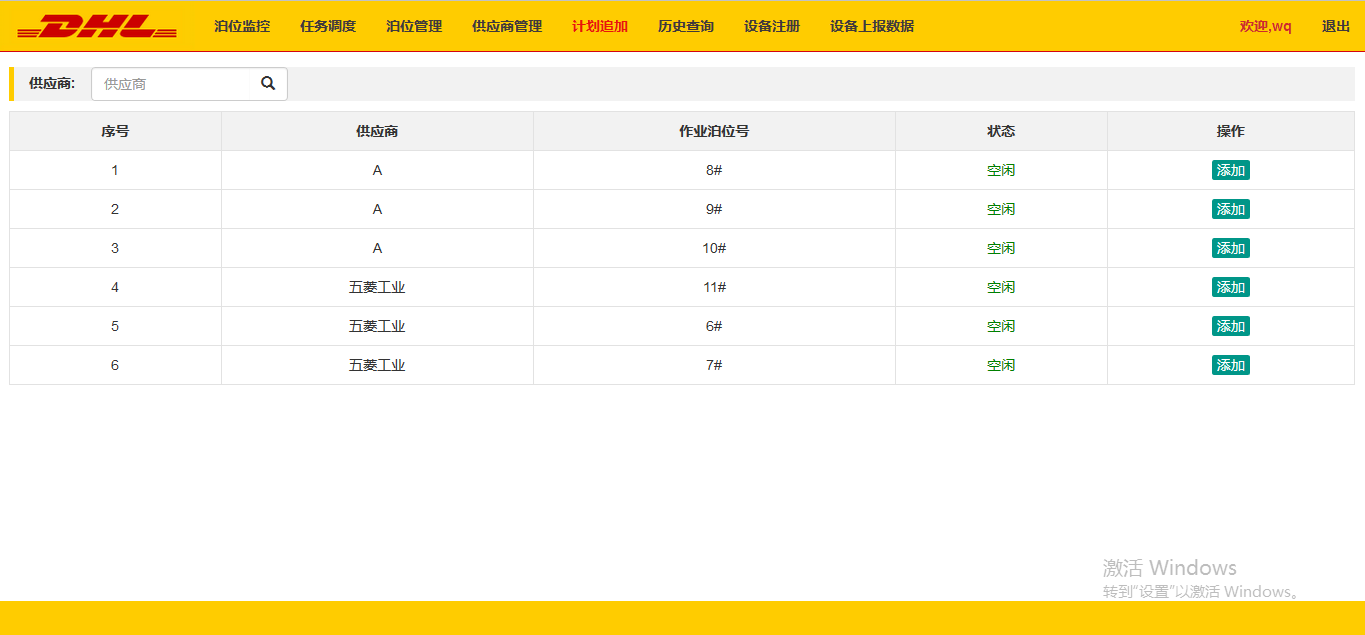 DHL 泊位监控 任务调度 泊位管理 供应商管理 计划追加 历史查询 设备注册 设备上报数据 欢迎,wq 退出
供应商: 供应商
序号 供应商 作业泊位号 状态 操作
1 A 8# 空闲 添加
2 A 9# 空闲 添加
3 A 10# 空闲 添加
4 五菱工业 11# 空闲 添加
5 五菱工业 6# 空闲 添加
6 五菱工业 7# 空闲 添加
激活 Windows
转到"设置"以激活 Windows。